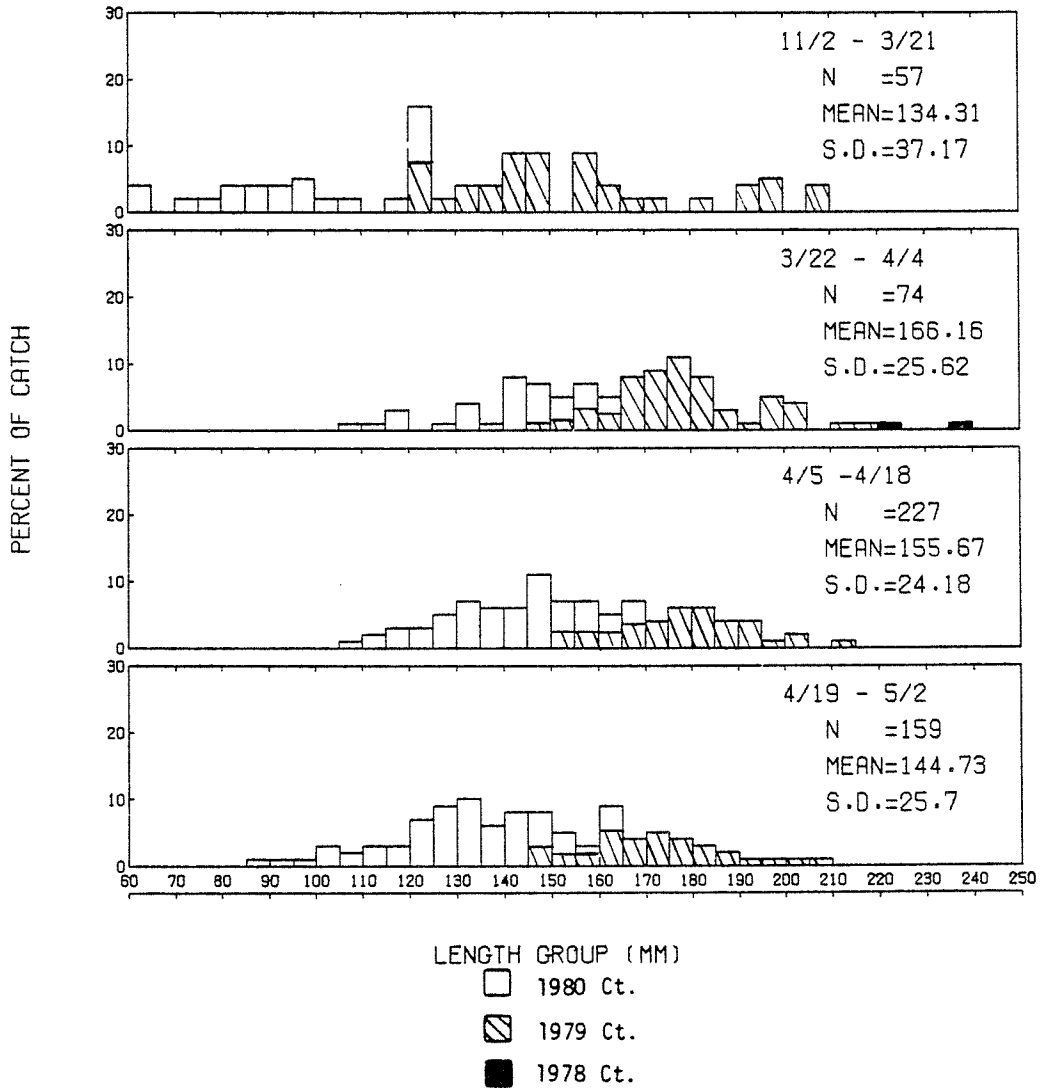 PERCENT OF CATCH
30
20
10
0
11/2 - 3/21
N =57
MEAN=134.31
S.D.=37.17
30
20
10
0
3/22 - 4/4
N =74
MEAN=166.16
S.D.=25.62
30
20
10
0
4/5 -4/18
N =227
MEAN=155.67
S.D.=24.18
30
20
10
0
4/19 - 5/2
N =159
MEAN=144.73
S.D.=25.7
60 70 80 90 100 110 120 130 140 150 160 170 180 190 200 210 220 230 240 250
LENGTH GROUP (MM)
1980 Ct.
1979 Ct.
1978 Ct.